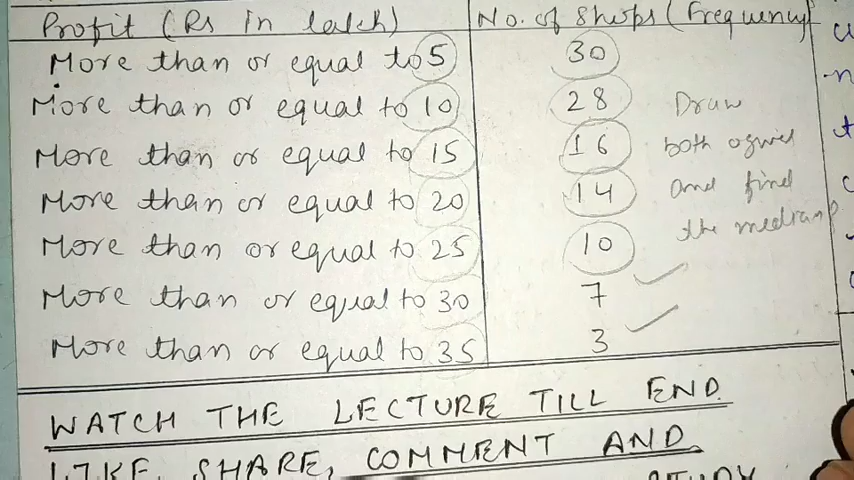 Profit (Rs in lakh) No. of Shops (Frequency)
More than or equal to 5 30
More than or equal to 10 28
More than or equal to 15 16
More than or equal to 20 14
More than or equal to 25 10
More than or equal to 30 7
More than or equal to 35 3
Draw
both ogives
and find
the median?
WATCH THE LECTURE TILL END
LIKE, SHARE, COMMENT AND
STUDY